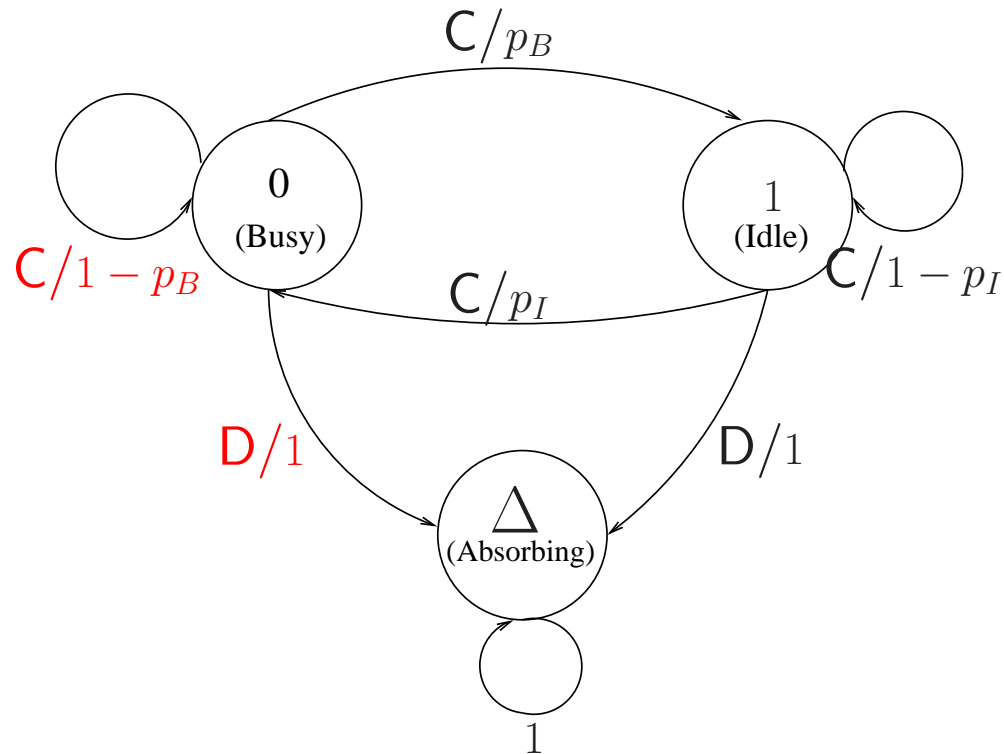 C/p_B
0
(Busy)
1
(Idle)
C/1 − p_B
C/p_I
C/1 − p_I
D/1
D/1
Δ
(Absorbing)
1